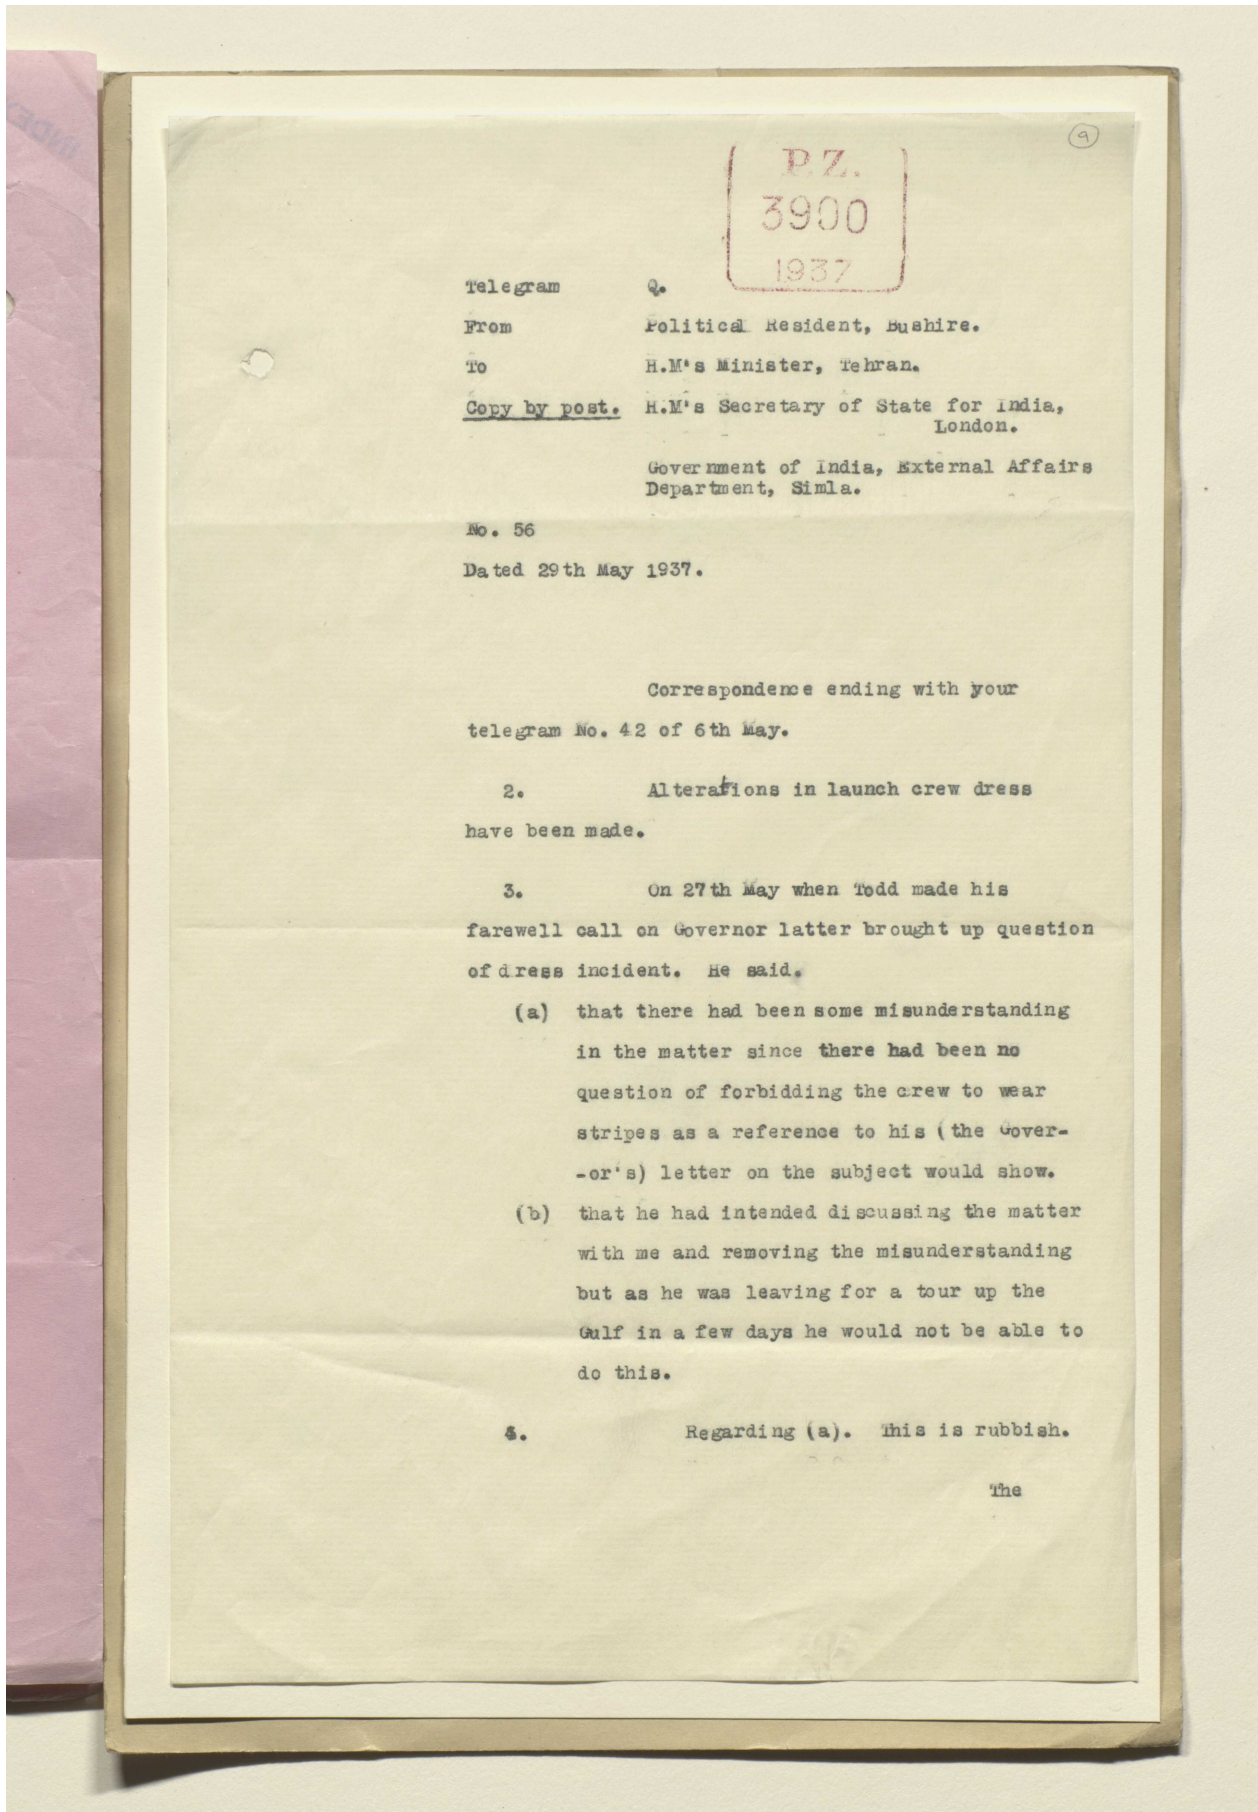 9
P.Z.
3900
1937
Telegram Q.
From Political Resident, Bushire.
To H.M's Minister, Tehran.
Copy by post. H.M's Secretary of State for India,
London.
Government of India, External Affairs
Department, Simla.
No. 56
Dated 29th May 1937.
Correspondence ending with your
telegram No. 42 of 6th May.
2. Alterations in launch crew dress
have been made.
3. On 27th May when Todd made his
farewell call on Governor latter brought up question
of dress incident. He said.
(a) that there had been some misunderstanding
in the matter since there had been no
question of forbidding the crew to wear
stripes as a reference to his (the Gover-
-or's) letter on the subject would show.
(b) that he had intended discussing the matter
with me and removing the misunderstanding
but as he was leaving for a tour up the
Gulf in a few days he would not be able to
do this.
4. Regarding (a). This is rubbish.
The